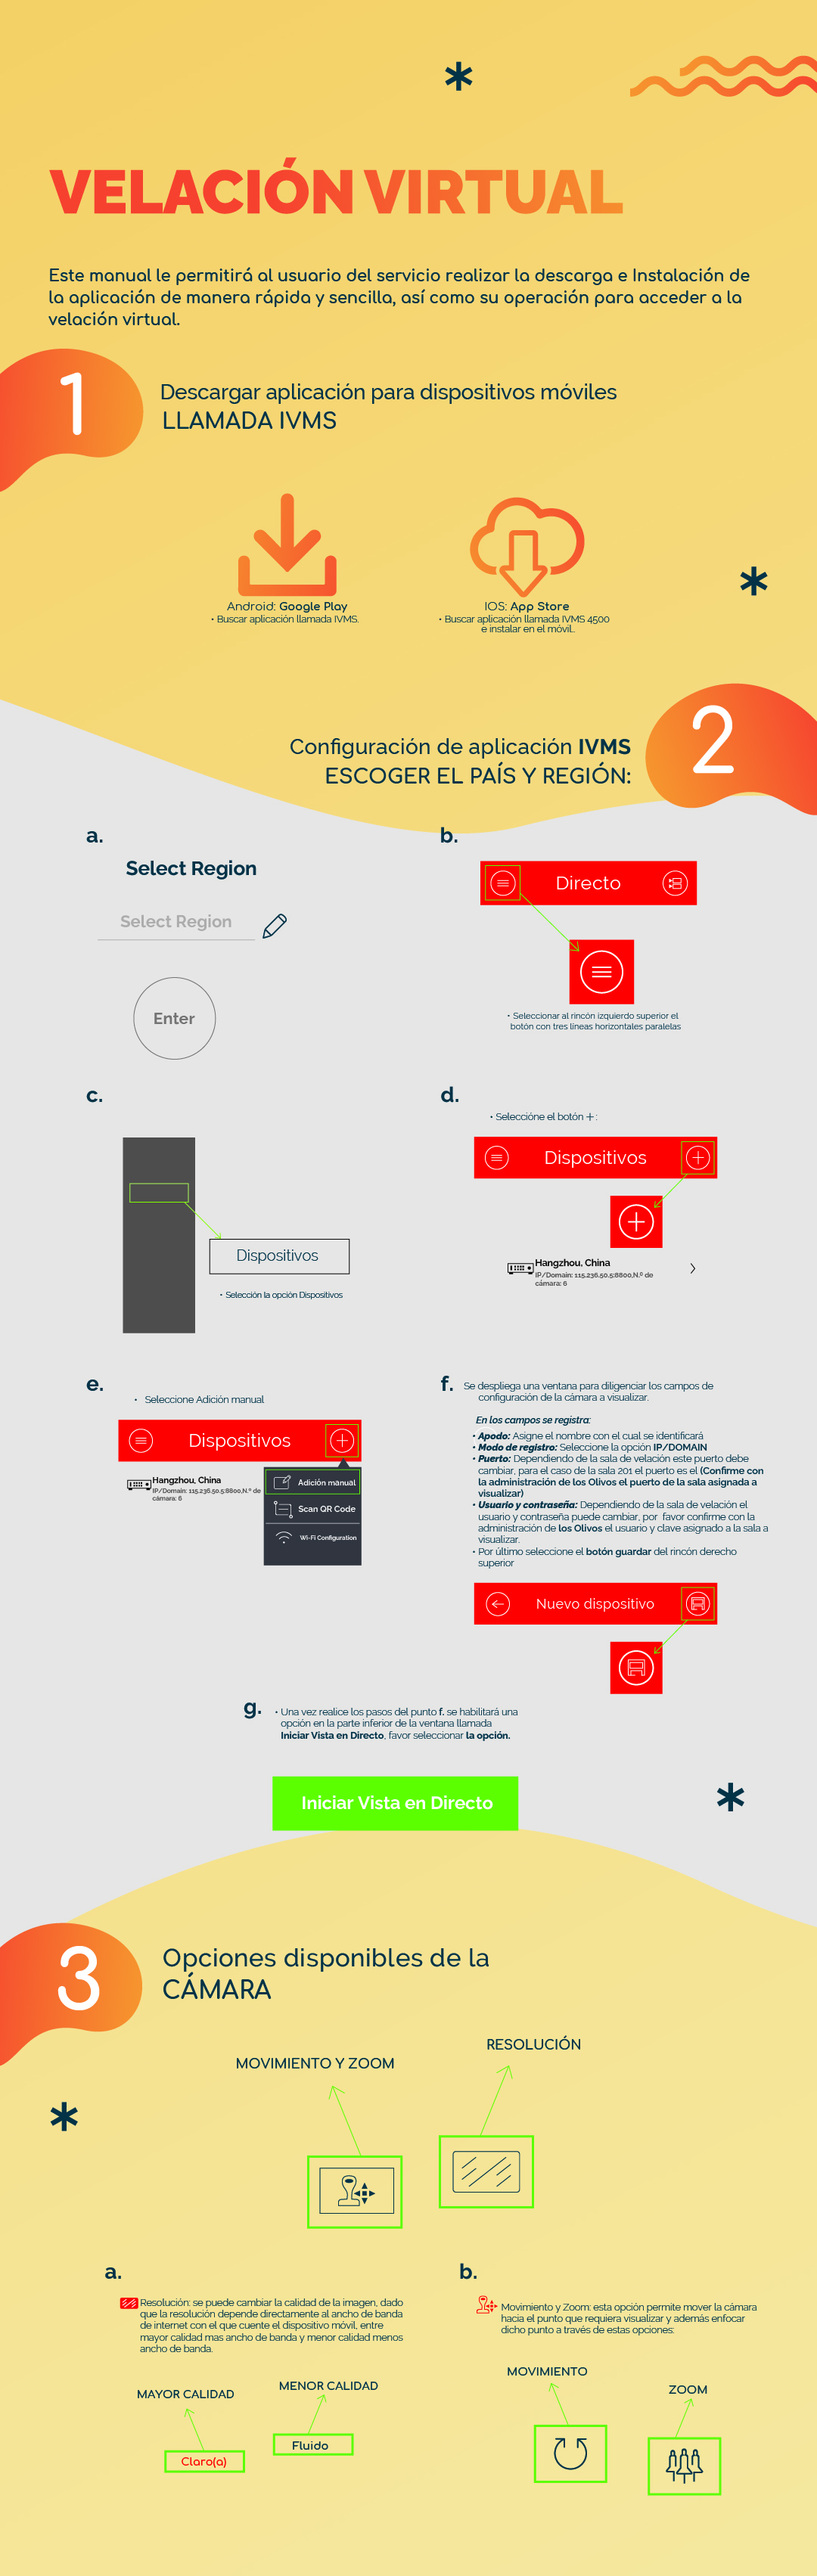 VELACIÓN VIRTUAL
Este manual le permitirá al usuario del servicio realizar la descarga e Instalación de
la aplicación de manera rápida y sencilla, así como su operación para acceder a la
velación virtual.
1
Descargar aplicación para dispositivos móviles
LLAMADA IVMS
Android: Google Play
• Buscar aplicación llamada IVMS.
IOS: App Store
• Buscar aplicación llamada IVMS 4500
e instalar en el móvil..
2
Configuración de aplicación IVMS
ESCOGER EL PAÍS Y REGIÓN:
a.
Select Region
Select Region
Enter
b.
Directo
• Seleccionar al rincón izquierdo superior el
botón con tres líneas horizontales paralelas
c.
Dispositivos
• Selección la opción Dispositivos
d.
• Seleccióne el botón + :
Dispositivos
Hangzhou, China
IP/Domain: 115.236.50.5:8800,N.º de
cámara: 6
e.
• Seleccione Adición manual
Dispositivos
Hangzhou, China
IP/Domain: 115.236.50.5:8800,N.º de
cámara: 6
Adición manual
Scan QR Code
Wi-Fi Configuration
f.
Se despliega una ventana para diligenciar los campos de
configuración de la cámara a visualizar.
En los campos se registra:
• Apodo: Asigne el nombre con el cual se identificará
• Modo de registro: Seleccione la opción IP/DOMAIN
• Puerto: Dependiendo de la sala de velación este puerto debe
cambiar, para el caso de la sala 201 el puerto es el (Confirme con
la administración de los Olivos el puerto de la sala asignada a
visualizar)
• Usuario y contraseña: Dependiendo de la sala de velación el
usuario y contraseña puede cambiar, por favor confirme con la
administración de los Olivos el usuario y clave asignado a la sala a
visualizar.
• Por último seleccione el botón guardar del rincón derecho
superior
Nuevo dispositivo
g.
• Una vez realice los pasos del punto f. se habilitará una
opción en la parte inferior de la ventana llamada
Iniciar Vista en Directo, favor seleccionar la opción.
Iniciar Vista en Directo
3
Opciones disponibles de la
CÁMARA
MOVIMIENTO Y ZOOM
RESOLUCIÓN
a.
Resolución: se puede cambiar la calidad de la imagen, dado
que la resolución depende directamente al ancho de banda
de internet con el que cuente el dispositivo móvil, entre
mayor calidad mas ancho de banda y menor calidad menos
ancho de banda.
MAYOR CALIDAD
MENOR CALIDAD
Claro(a)
Fluido
b.
Movimiento y Zoom: esta opción permite mover la cámara
hacia el punto que requiera visualizar y además enfocar
dicho punto a través de estas opciones:
MOVIMIENTO
ZOOM